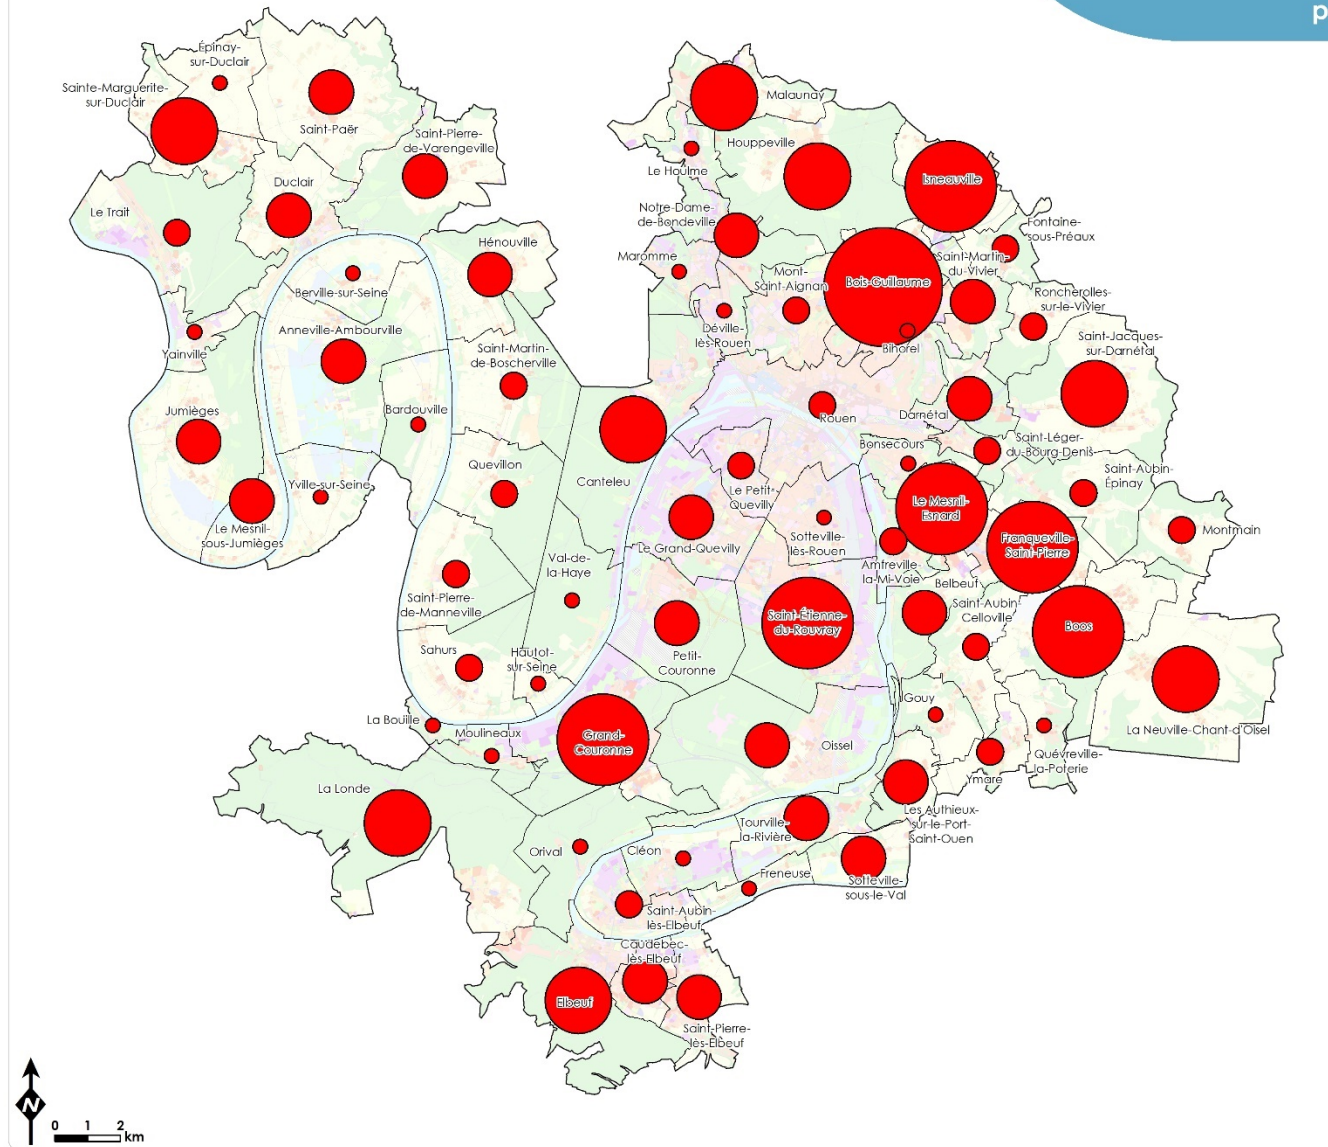 p
Épinay-
sur-Duclair
Sainte-Marguerite-
sur-Duclair
Saint-Paër
Saint-Pierre-
de-Varengeville
Malaunay
Houppeville
Le Houlme
Isneauville
Duclair
Le Trait
Notre-Dame-
de-Bondeville
Fontaine-
sous-Préaux
Hénouville
Maromme
Mont-
Saint-Aignan
Saint-Martin-
du-Vivier
Bois-Guillaume
Berville-sur-Seine
Roncherolles-
sur-le-Vivier
Anneville-Ambourville
Déville-
lès-Rouen
Saint-Jacques-
sur-Darnétal
Yainville
Bihorel
Saint-Martin-
de-Boscherville
Jumièges
Bardouville
Rouen
Darnétal
Saint-Léger-
du-Bourg-Denis
Bonsecours
Quevillon
Canteleu
Saint-Aubin-
Épinay
Le Petit-
Quevilly
Yville-sur-Seine
Le Mesnil-
Esnard
Le Mesnil-
sous-Jumièges
Montmain
Sotteville-
lès-Rouen
Franqueville-
Saint-Pierre
Le Grand-Quevilly
Val-de-
la-Haye
Amfreville-
la-Mi-Voie
Belbeuf
Saint-Pierre-
de-Manneville
Saint-Aubin-
Celloville
Saint-Étienne-
du-Rouvray
Boos
Sahurs
Hautot-
sur-Seine
Petit-
Couronne
Gouy
La Bouille
Moulineaux
Grand-
Couronne
Oissel
La Neuville-Chant-d'Oisel
Quévreville-
la-Poterie
Ymare
La Londe
Les Authieux-
sur-le-Port-
Saint-Ouen
Tourville-
la-Rivière
Orival
Cléon
Freneuse
Sotteville-
sous-le-Val
Saint-Aubin-
lès-Elbeuf
Caudebec-
lès-Elbeuf
Elbeuf
Saint-Pierre-
lès-Elbeuf
N
0 1 2
km